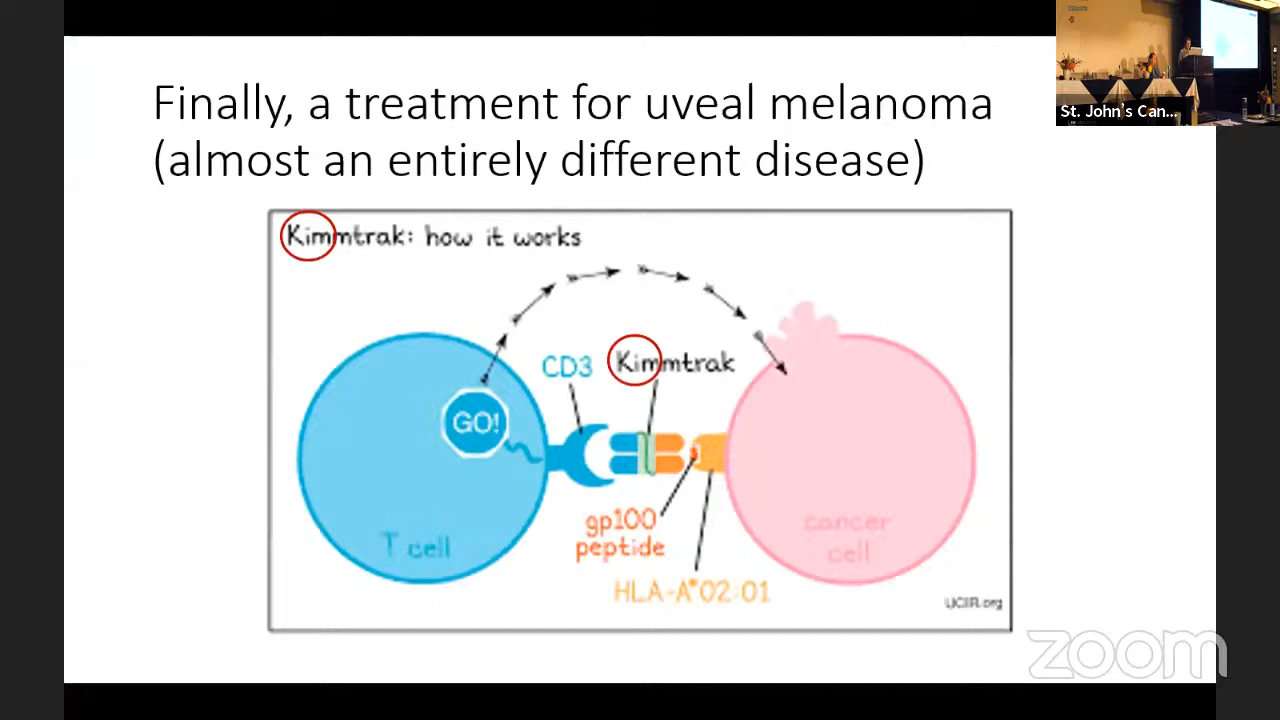 Finally, a treatment for uveal melanoma
(almost an entirely different disease)
St. John's Can...
Kimmtrak: how it works
CD3
Kimmtrak
GO!
gp100
peptide
T cell
cancer
cell
HLA-A*02:01
UCIR.org
zoom